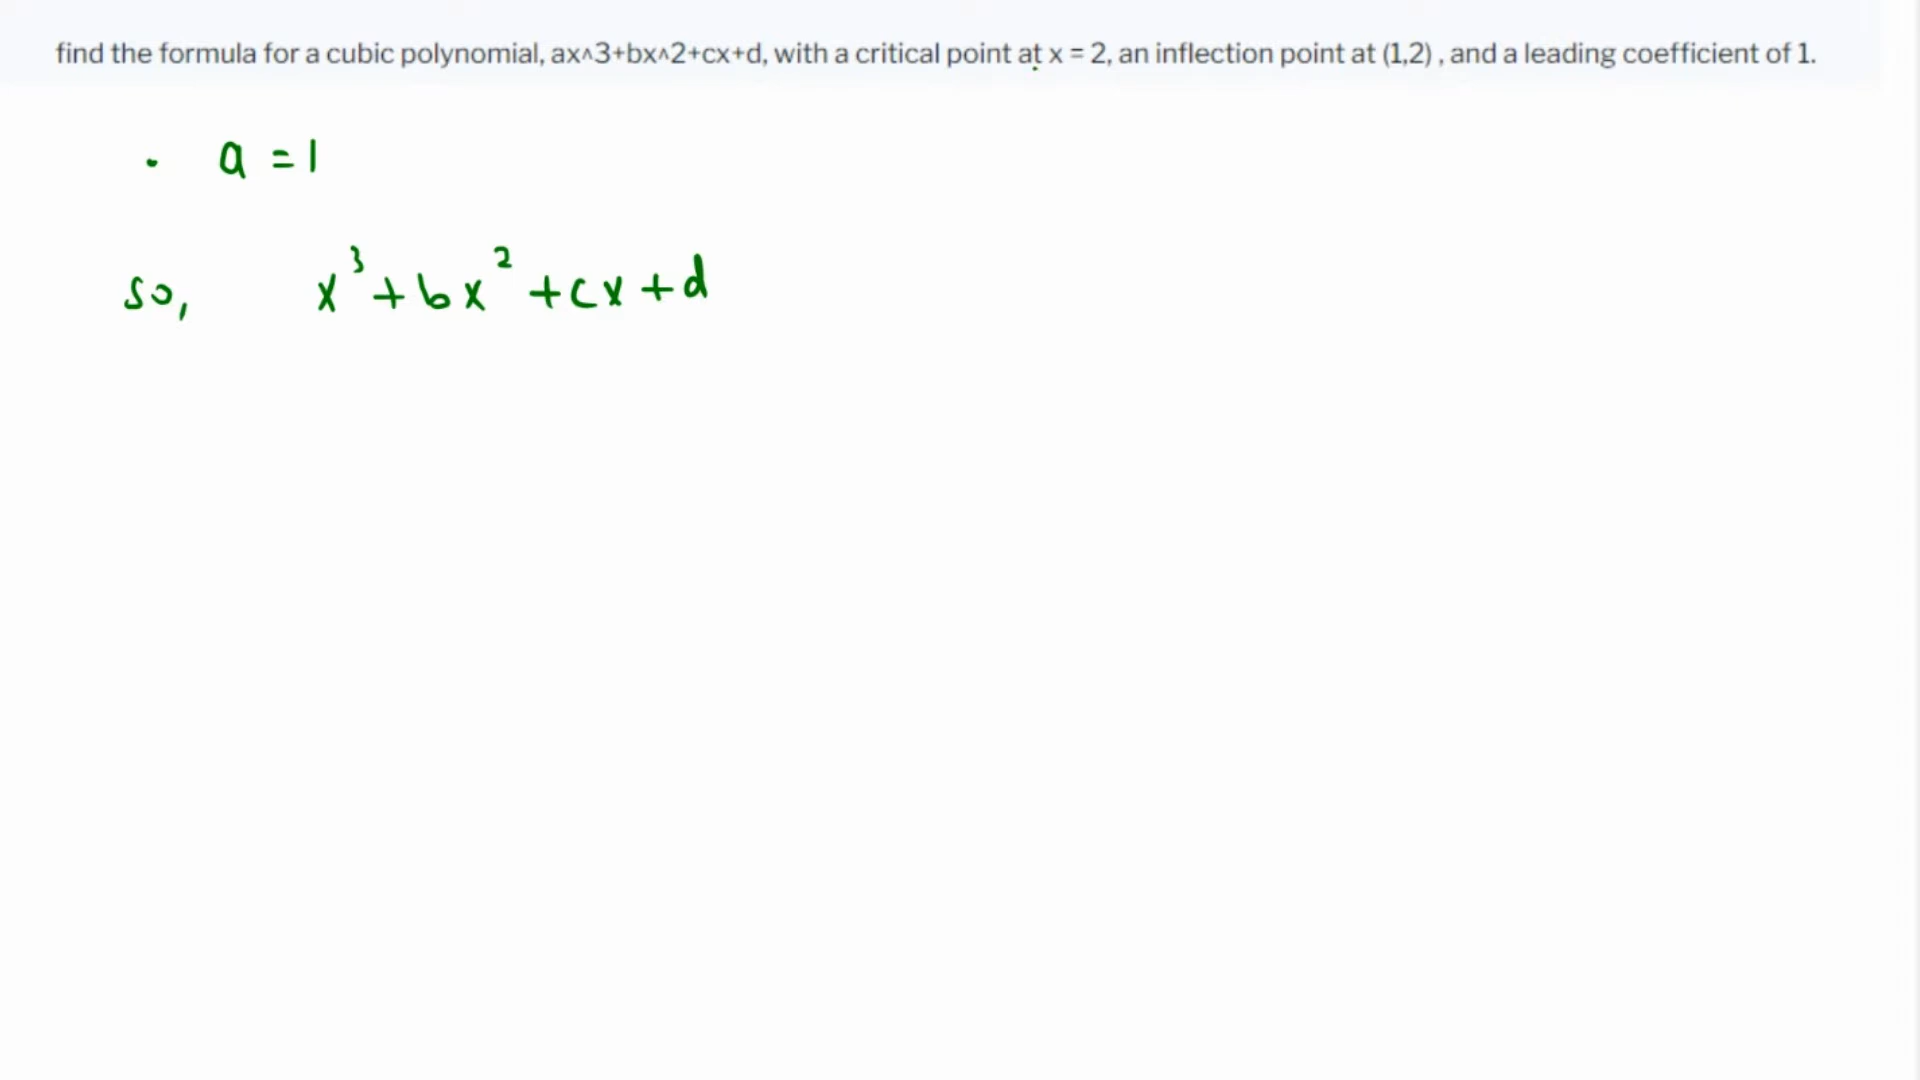 find the formula for a cubic polynomial, ax^3+bx^2+cx+d, with a critical point at x = 2, an inflection point at (1,2) , and a leading coefficient of 1.
. a = 1
so, x³ + bx² + cx + d